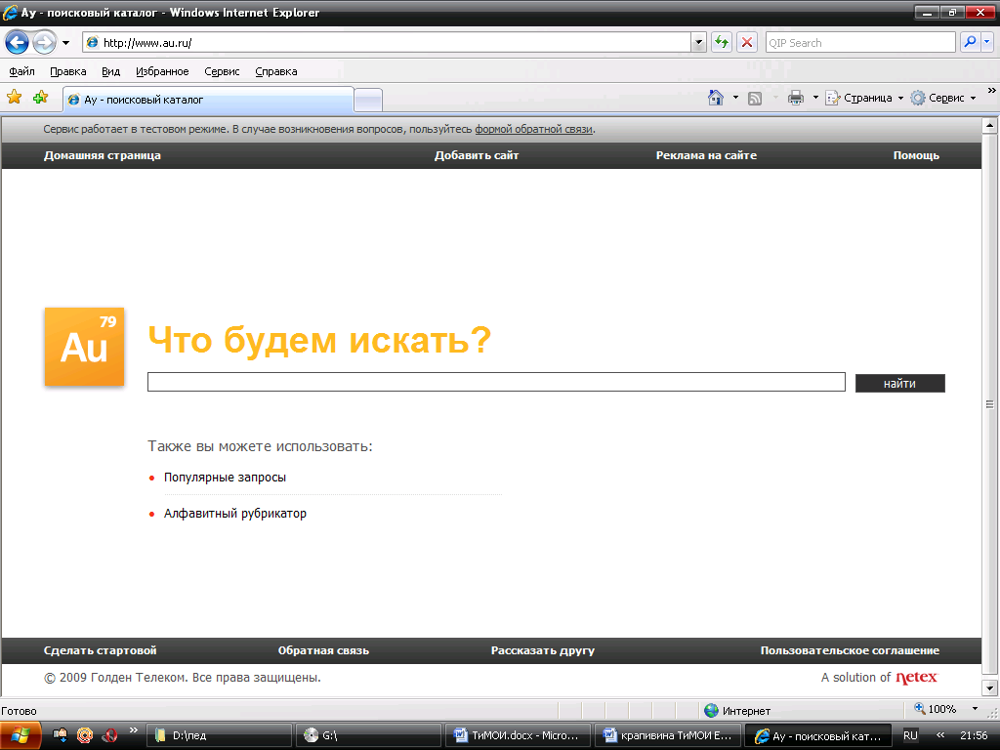 Ау - поисковый каталог - Windows Internet Explorer
http://www.au.ru/
QIP Search
Файл Правка Вид Избранное Сервис Справка
Ау - поисковый каталог
Страница Сервис »
Сервис работает в тестовом режиме. В случае возникновения вопросов, пользуйтесь формой обратной связи.
Домашняя страница Добавить сайт Реклама на сайте Помощь
79
Au
Что будем искать?
найти
Также вы можете использовать:
Популярные запросы
Алфавитный рубрикатор
Сделать стартовой Обратная связь Рассказать другу Пользовательское соглашение
© 2009 Голден Телеком. Все права защищены. A solution of netex
Готово Интернет 100%
» D:\пед G:\ ТиМОИ.docx - Micro... крапивина ТиМОИ Е... Ау - поисковый кат... RU « 21:56